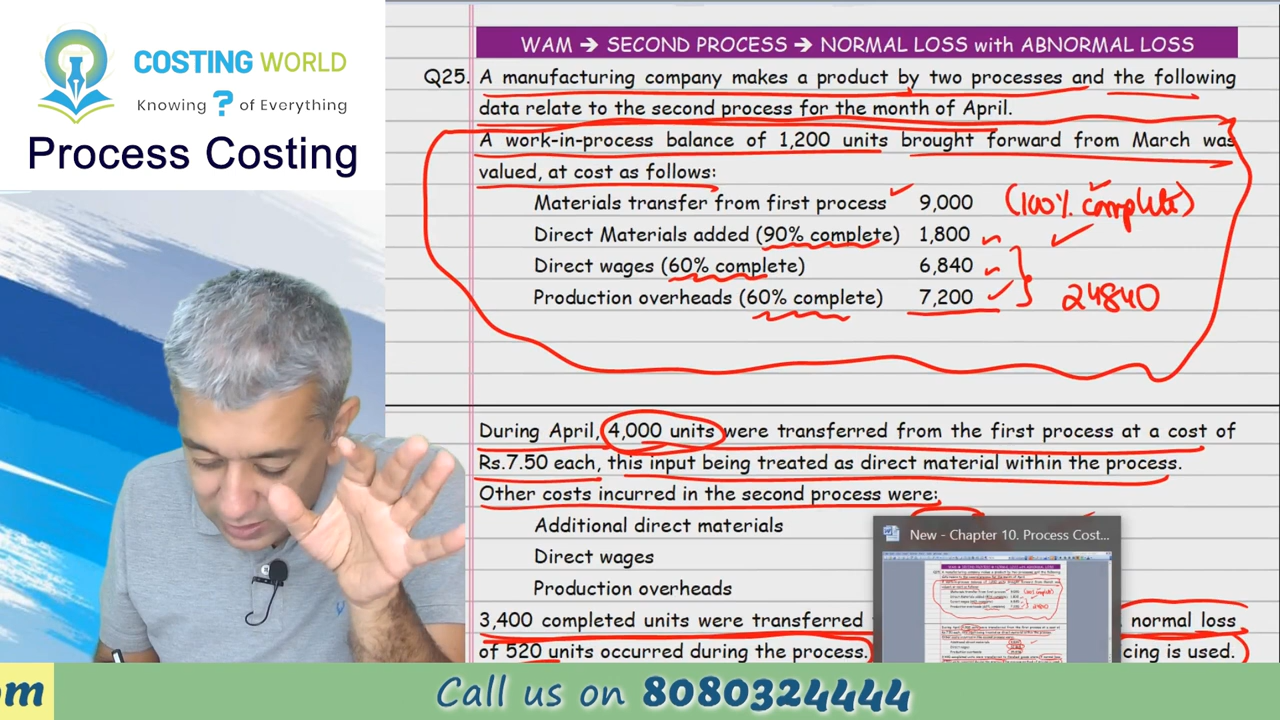 COSTING WORLD
Knowing ? of Everything
Process Costing
WAM ➔ SECOND PROCESS ➔ NORMAL LOSS with ABNORMAL LOSS
Q25. A manufacturing company makes a product by two processes and the following
data relate to the second process for the month of April.
A work-in-process balance of 1,200 units brought forward from March was
valued, at cost as follows:
Materials transfer from first process 9,000 (100% complete)
Direct Materials added (90% complete) 1,800
Direct wages (60% complete) 6,840
Production overheads (60% complete) 7,200 24840
During April, 4,000 units were transferred from the first process at a cost of
Rs.7.50 each, this input being treated as direct material within the process.
Other costs incurred in the second process were:
Additional direct materials
Direct wages
Production overheads
New - Chapter 10. Process Cost...
3,400 completed units were transferred normal loss
of 520 units occurred during the process. cing is used.
om
Call us on 8080324444